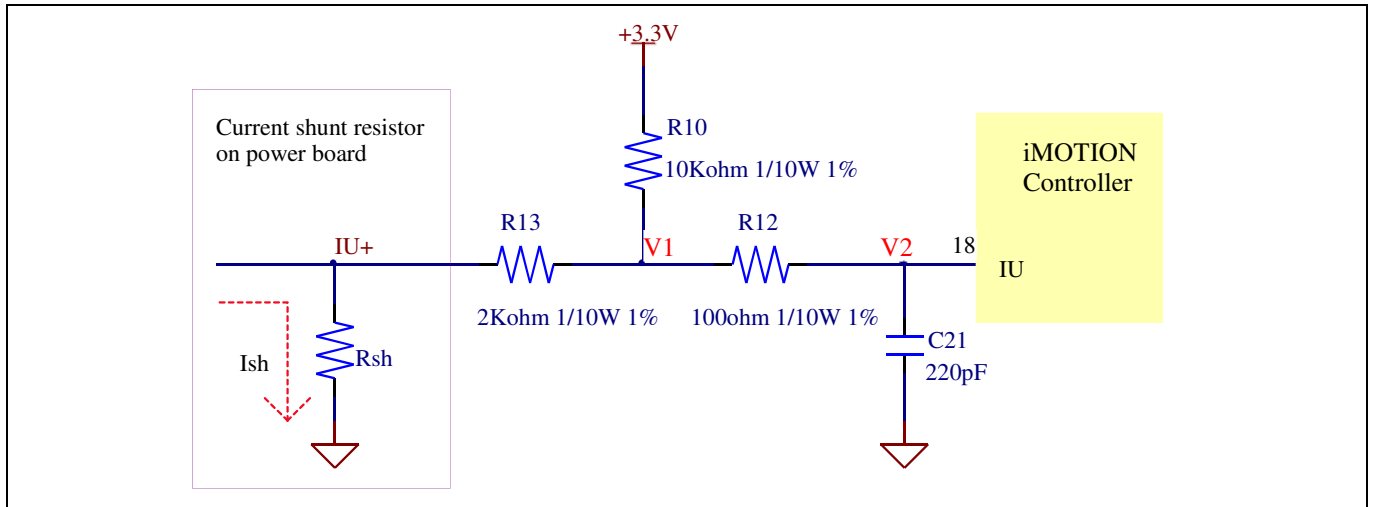 +3.3V
Current shunt resistor
on power board
R10
10Kohm 1/10W 1%
iMOTION
Controller
IU+
R13
V1
R12
V2
18
IU
2Kohm 1/10W 1%
100ohm 1/10W 1%
Ish
Rsh
C21
220pF